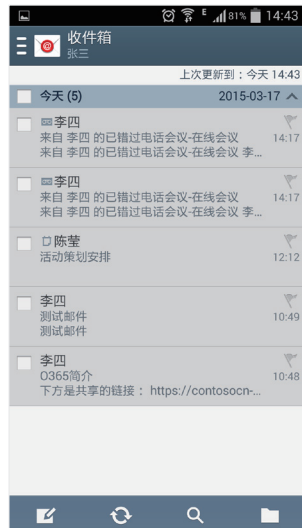 E 81% 14:43
收件箱
张三
上次更新到：今天 14:43
今天 (5) 2015-03-17
李四
来自 李四 的已错过电话会议-在线会议 14:17
来自 李四 的已错过电话会议-在线会议 李...
李四
来自 李四 的已错过电话会议-在线会议 14:17
来自 李四 的已错过电话会议-在线会议 李...
陈莹
活动策划安排 12:12
李四
测试邮件 10:49
测试邮件
李四
O365简介 10:48
下方是共享的链接： https://contosocn-...